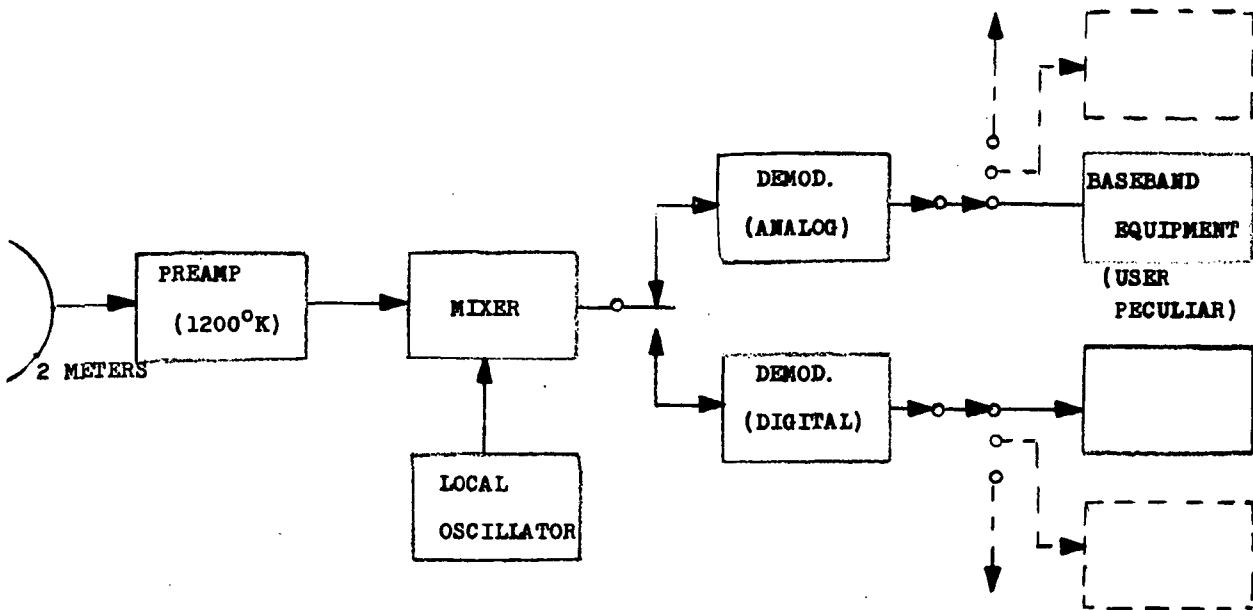 2 METERS
PREAMP
(1200°K)
MIXER
LOCAL
OSCILLATOR
DEMOD.
(ANALOG)
DEMOD.
(DIGITAL)
BASEBAND
EQUIPMENT
(USER
PECULIAR)